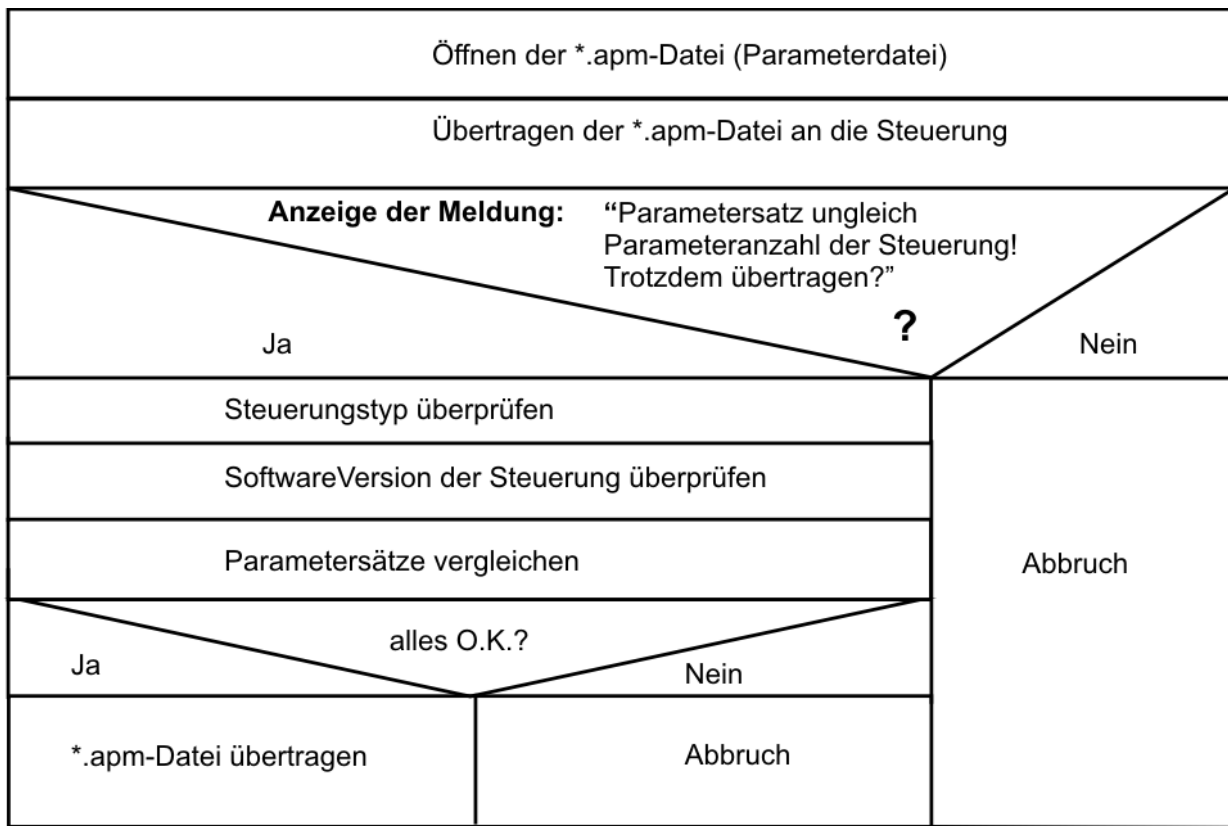 Öffnen der *.apm-Datei (Parameterdatei)
Übertragen der *.apm-Datei an die Steuerung
Anzeige der Meldung: “Parametersatz ungleich
Parameteranzahl der Steuerung!
Trotzdem übertragen?”
?
Ja
Nein
Steuerungstyp überprüfen
SoftwareVersion der Steuerung überprüfen
Parametersätze vergleichen
Abbruch
alles O.K.?
Ja
Nein
*.apm-Datei übertragen
Abbruch